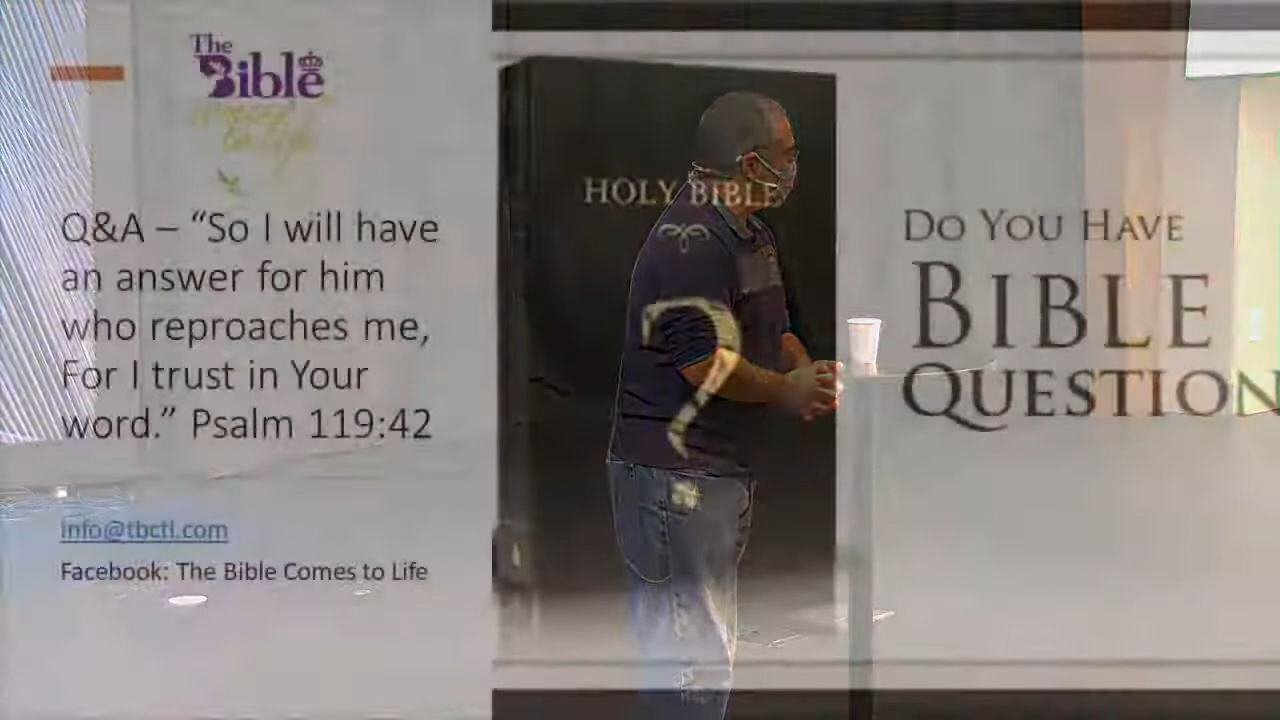 The
Bible
Q&A – “So I will have
an answer for him
who reproaches me,
For I trust in Your
word.” Psalm 119:42
info@tbctl.com
Facebook: The Bible Comes to Life
HOLY BIBLE
?
DO YOU HAVE
BIBLE
QUESTION